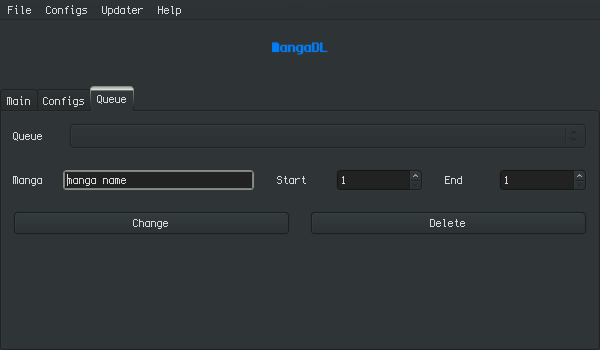 File Configs Updater Help
MangaDL
Main Configs Queue
Queue
Manga manga name Start 1 End 1
Change Delete